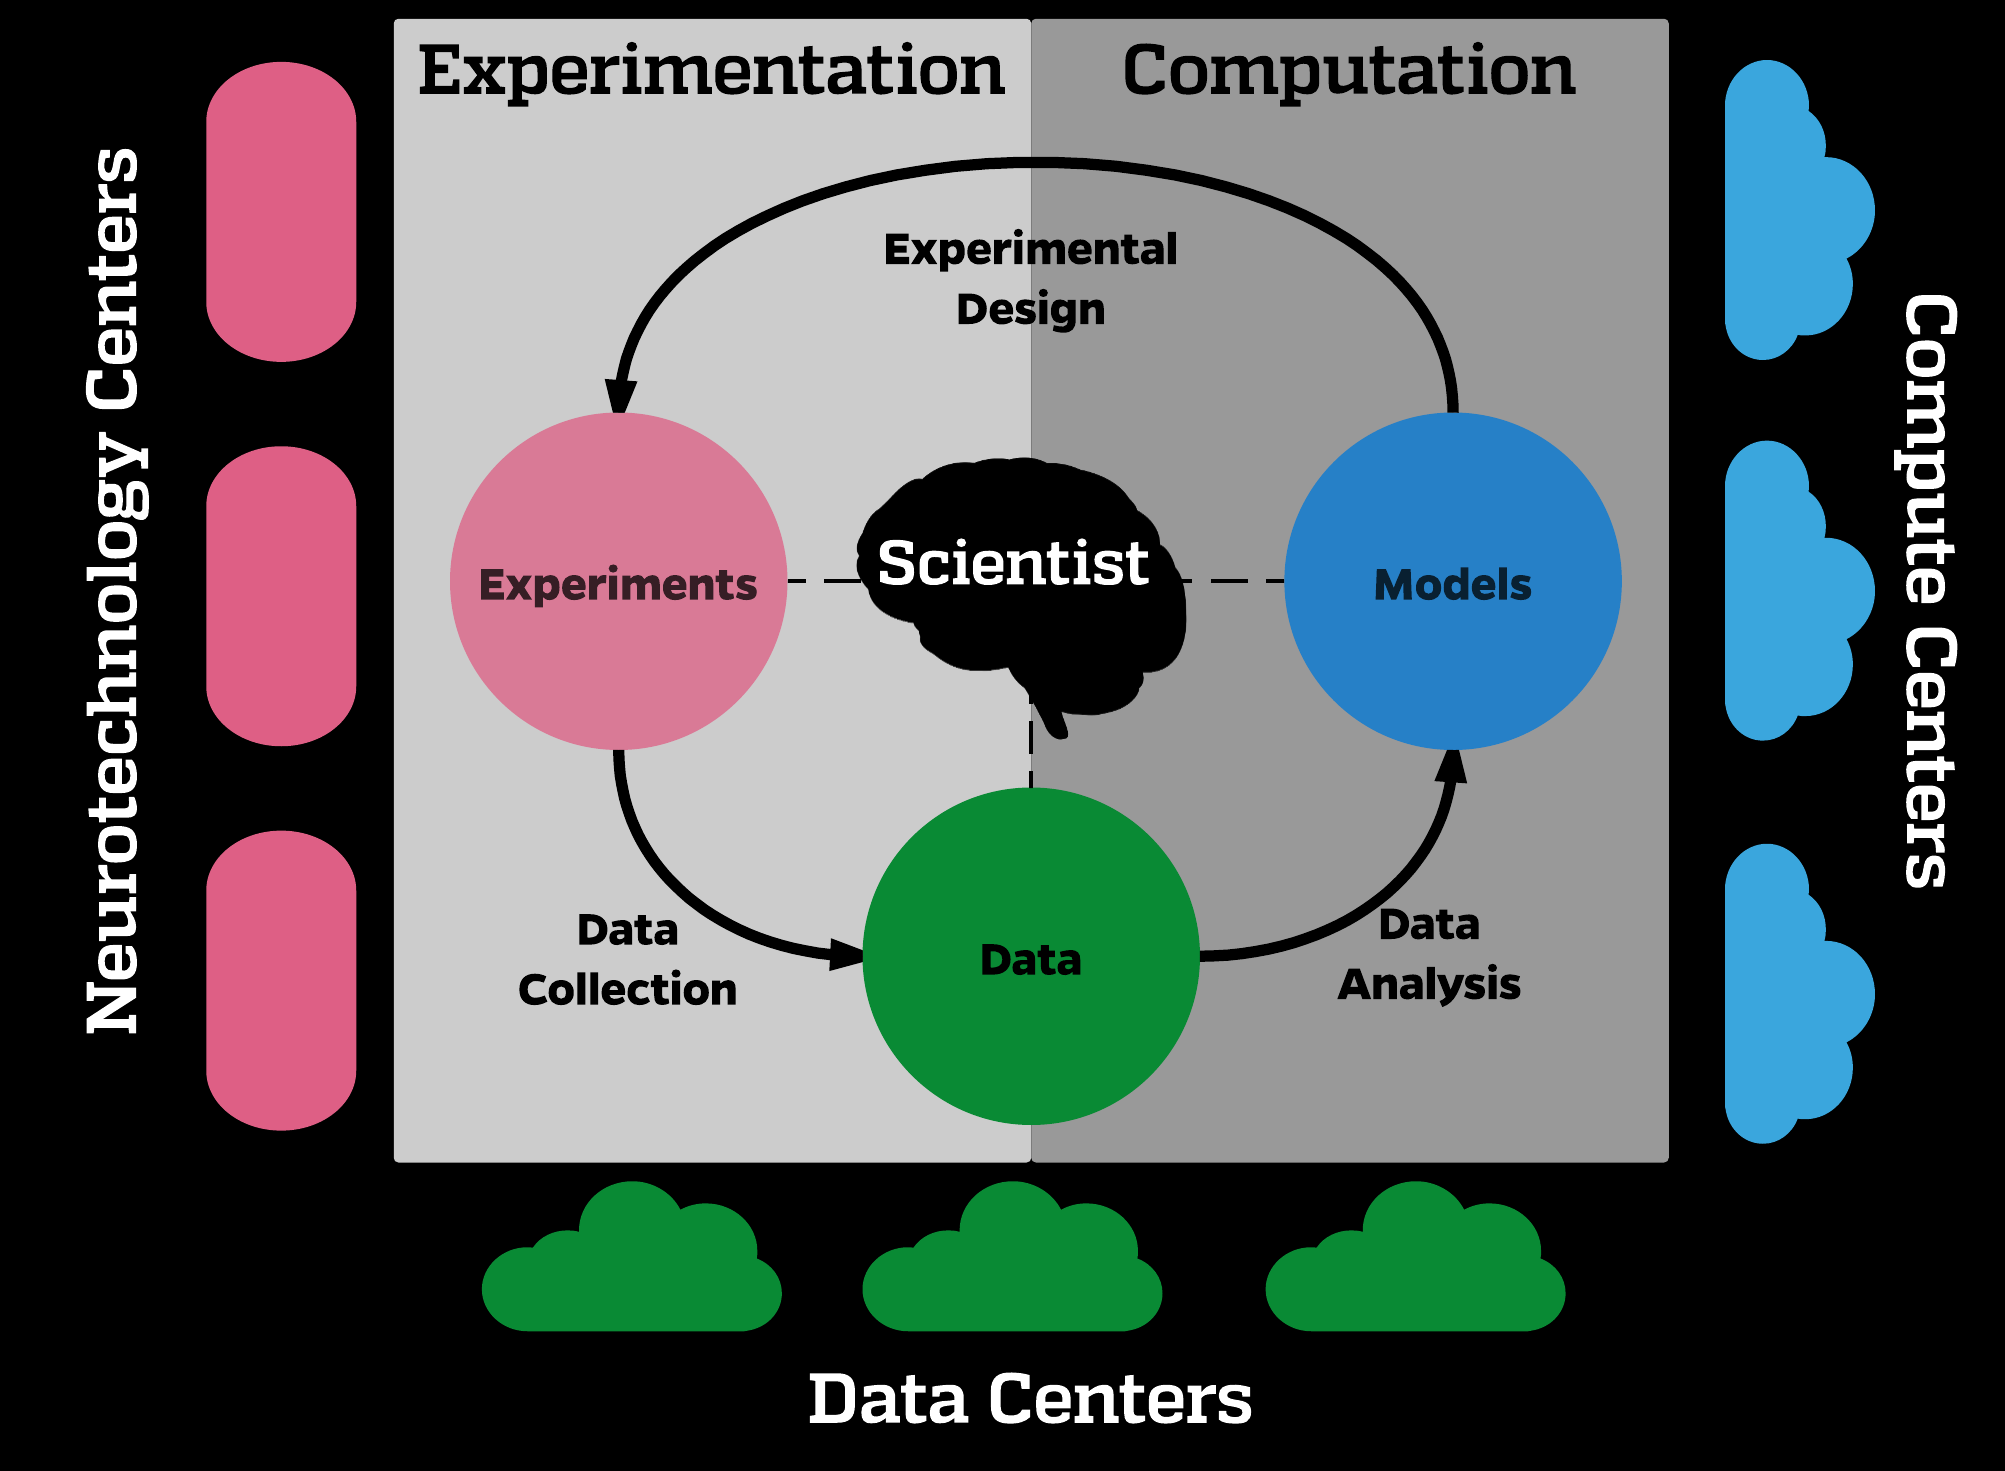 Experimentation
Computation
Neurotechnology Centers
Experimental
Design
Compute Centers
Experiments
Scientist
Models
Data
Collection
Data
Data
Analysis
Data Centers